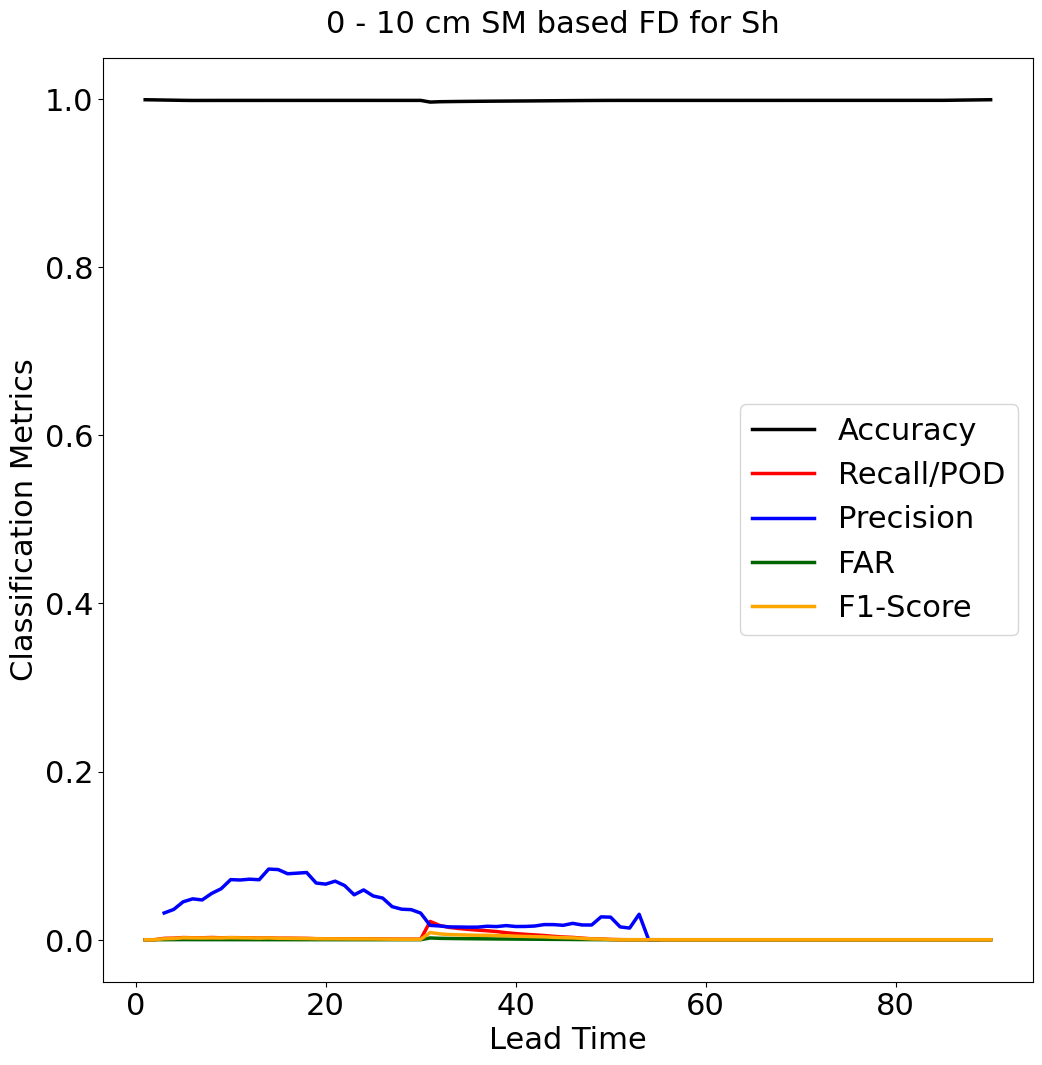 0 - 10 cm SM based FD for Sh
Classification Metrics
1.0
0.8
0.6
0.4
0.2
0.0
Accuracy
Recall/POD
Precision
FAR
F1-Score
0 20 40 60 80
Lead Time